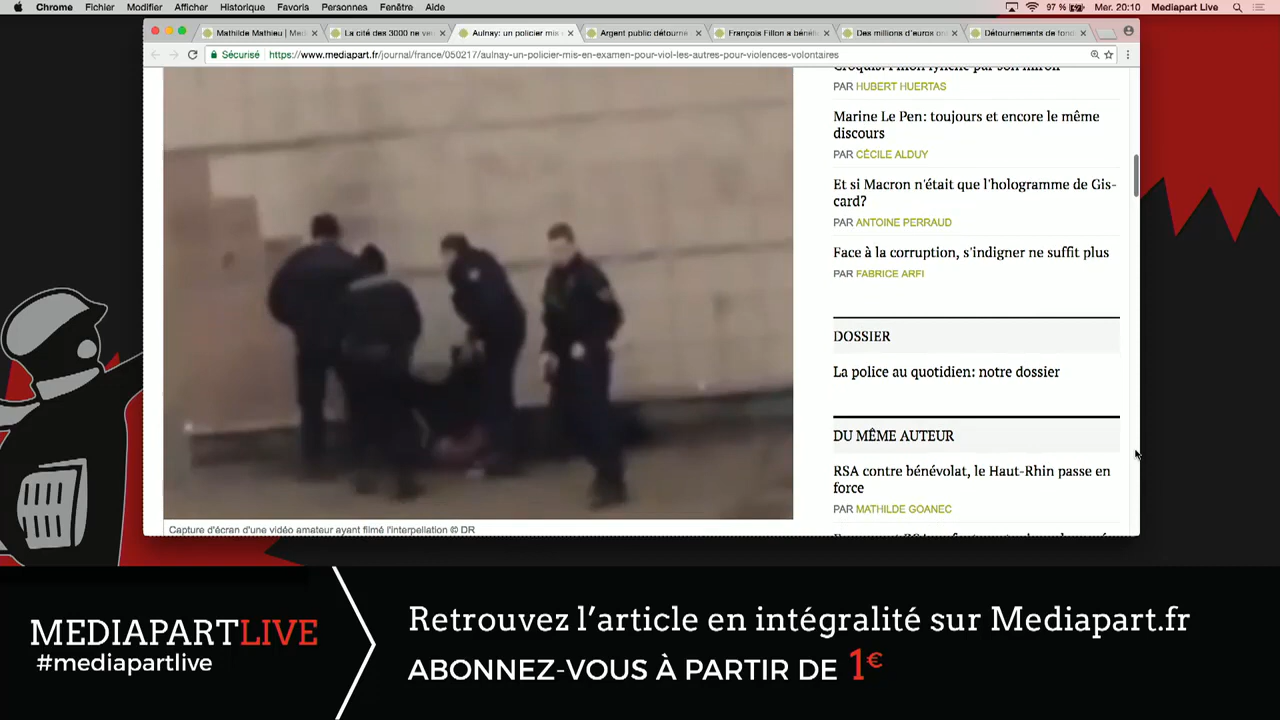 Chrome Fichier Modifier Afficher Historique Favoris Personnes Fenêtre Aide 97 % Mer. 20:10 Mediapart Live
Mathilde Mathieu | Med La cité des 3000 ne ve Aulnay: un policier mis Argent public détourné François Fillon a bénéfi Des millions d'euros on Détournements de fond
Sécurisé https://www.mediapart.fr/journal/france/050217/aulnay-un-policier-mis-en-examen-pour-viol-les-autres-pour-violences-volontaires
PAR HUBERT HUERTAS
Marine Le Pen: toujours et encore le même
discours
PAR CÉCILE ALDUY
Et si Macron n'était que l'hologramme de Gis-
card?
PAR ANTOINE PERRAUD
Face à la corruption, s'indigner ne suffit plus
PAR FABRICE ARFI
DOSSIER
La police au quotidien: notre dossier
DU MÊME AUTEUR
RSA contre bénévolat, le Haut-Rhin passe en
force
PAR MATHILDE GOANEC
Capture d'écran d'une vidéo amateur ayant filmé l'interpellation © DR
MEDIAPARTLIVE
#mediapartlive
Retrouvez l'article en intégralité sur Mediapart.fr
ABONNEZ-VOUS À PARTIR DE 1€